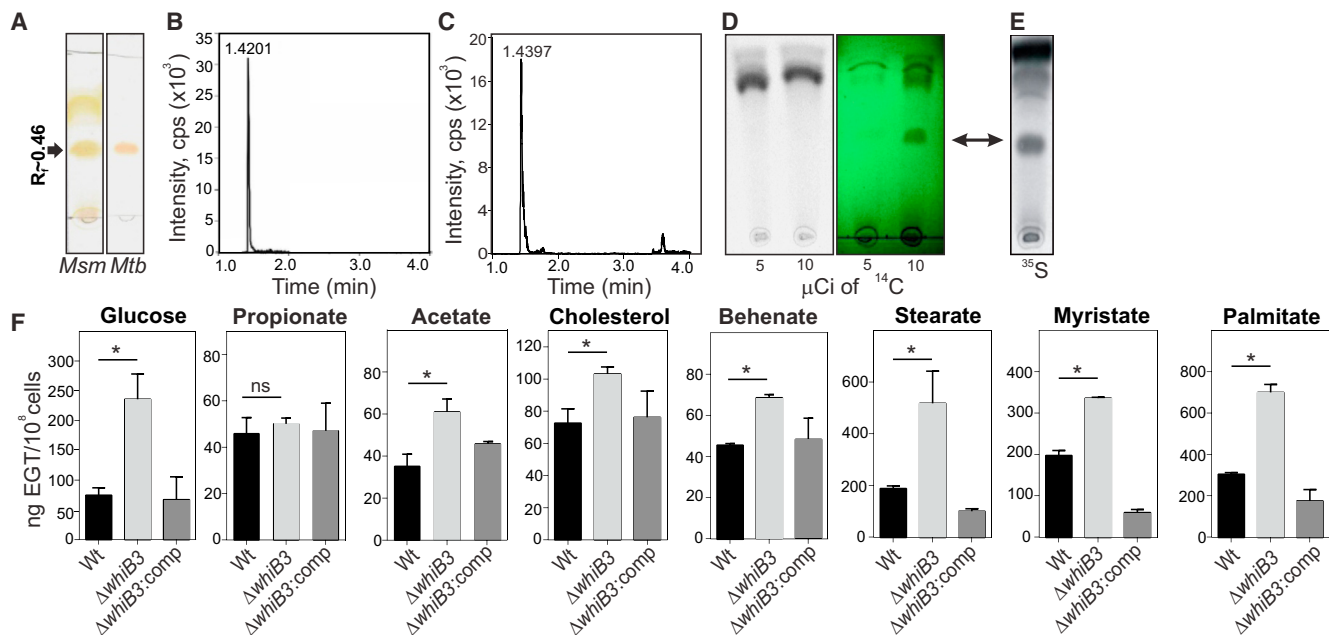 A
B
C
D
E
Rf~0.46
Msm Mtb
Intensity, cps (x10³)
35
30
25
20
15
10
5
0
1.4201
1.0 2.0 3.0 4.0
Time (min)
Intensity, cps (x10³)
20
16
12
8
4
0
1.4397
1.0 2.0 3.0 4.0
Time (min)
5 10 5 10
μCi of ¹⁴C
³⁵S
F
ng EGT/10⁸ cells
Glucose
300
250
200
150
100
50
0
*
Wt
ΔwhiB3
ΔwhiB3:comp
Propionate
80
60
40
20
0
ns
Wt
ΔwhiB3
ΔwhiB3:comp
Acetate
80
60
40
20
0
*
Wt
ΔwhiB3
ΔwhiB3:comp
Cholesterol
120
100
80
60
40
20
0
*
Wt
ΔwhiB3
ΔwhiB3:comp
Behenate
100
80
60
40
20
0
*
Wt
ΔwhiB3
ΔwhiB3:comp
Stearate
600
400
200
0
*
Wt
ΔwhiB3
ΔwhiB3:comp
Myristate
400
300
200
100
0
*
Wt
ΔwhiB3
ΔwhiB3:comp
Palmitate
800
600
400
200
0
*
Wt
ΔwhiB3
ΔwhiB3:comp